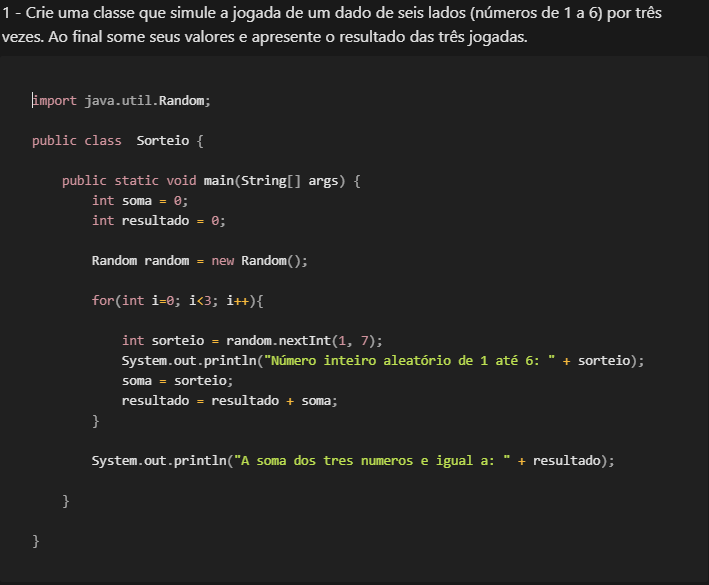 1 - Crie uma classe que simule a jogada de um dado de seis lados (números de 1 a 6) por três
vezes. Ao final some seus valores e apresente o resultado das três jogadas.
import java.util.Random;
public class  Sorteio {
public static void main(String[] args) {
int soma = 0;
int resultado = 0;
Random random = new Random();
for(int i=0; i<3; i++){
int sorteio = random.nextInt(1, 7);
System.out.println("Número inteiro aleatório de 1 até 6: " + sorteio);
soma = sorteio;
resultado = resultado + soma;
}
System.out.println("A soma dos tres numeros e igual a: " + resultado);
}
}